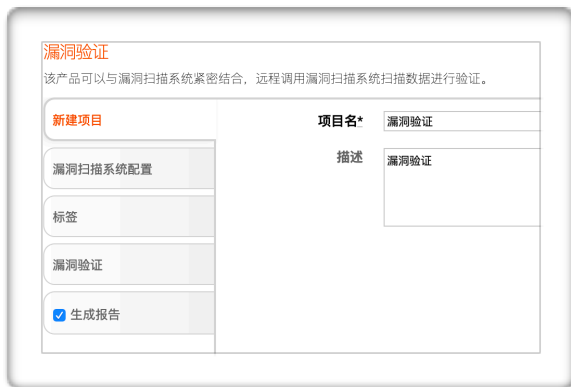 漏洞验证
该产品可以与漏洞扫描系统紧密结合，远程调用漏洞扫描系统扫描数据进行验证。
新建项目
项目名* 漏洞验证
描述 漏洞验证
漏洞扫描系统配置
标签
漏洞验证
生成报告